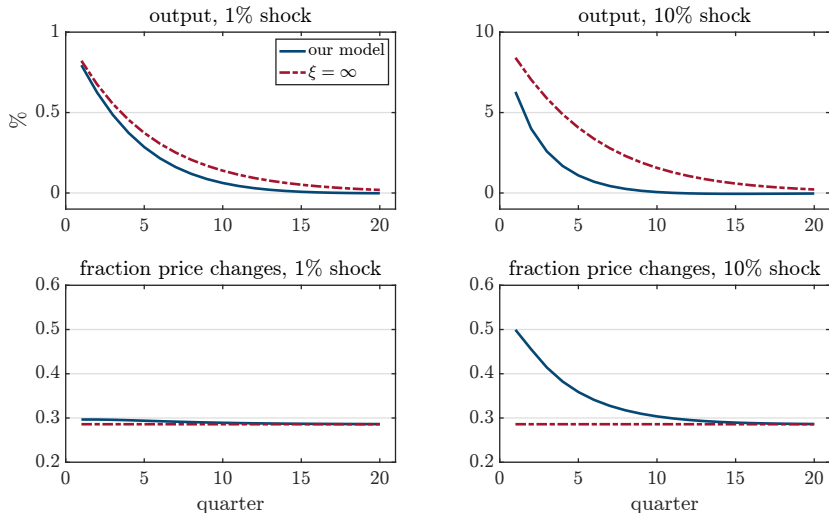 output, 1% shock
output, 10% shock
1
0.5
0
%
our model
ξ = ∞
10
5
0
0 5 10 15 20
0 5 10 15 20
fraction price changes, 1% shock
fraction price changes, 10% shock
0.6
0.5
0.4
0.3
0.2
0.6
0.5
0.4
0.3
0.2
0 5 10 15 20
0 5 10 15 20
quarter
quarter